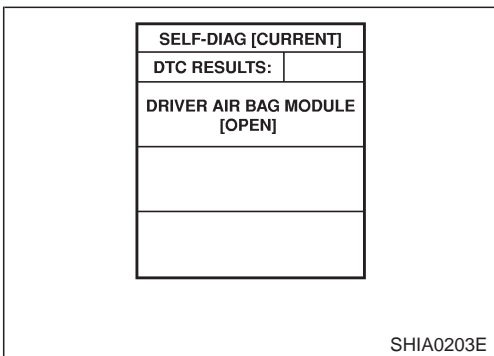 SELF-DIAG [CURRENT]
DTC RESULTS:
DRIVER AIR BAG MODULE
[OPEN]
SHIA0203E